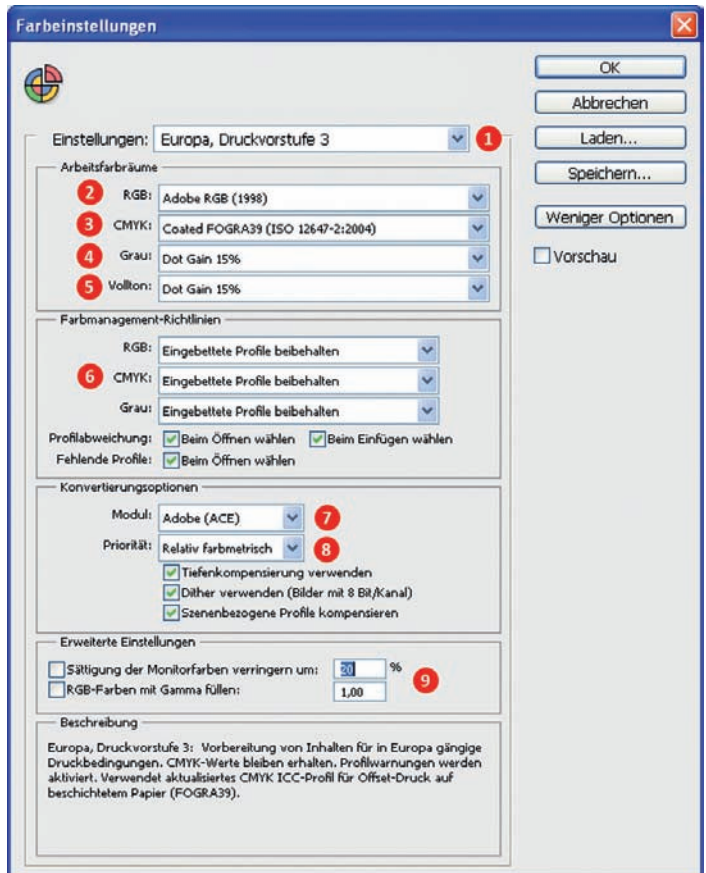 Farbeinstellungen
OK
Abbrechen
Einstellungen: Europa, Druckvorstufe 3 1
Laden...
Arbeitsfarbräume
Speichern...
2 RGB: Adobe RGB (1998)
Weniger Optionen
3 CMYK: Coated FOGRA39 (ISO 12647-2:2004)
4 Grau: Dot Gain 15%
Vorschau
5 Vollton: Dot Gain 15%
Farbmanagement-Richtlinien
RGB: Eingebettete Profile beibehalten
6 CMYK: Eingebettete Profile beibehalten
Grau: Eingebettete Profile beibehalten
Profilabweichung: Beim Öffnen wählen Beim Einfügen wählen
Fehlende Profile: Beim Öffnen wählen
Konvertierungsoptionen
Modul: Adobe (ACE) 7
Priorität: Relativ farbmetrisch 8
Tiefenkompensierung verwenden
Dither verwenden (Bilder mit 8 Bit/Kanal)
Szenenbezogene Profile kompensieren
Erweiterte Einstellungen
Sättigung der Monitorfarben verringern um: 20 %
9
RGB-Farben mit Gamma füllen: 1,00
Beschreibung
Europa, Druckvorstufe 3: Vorbereitung von Inhalten für in Europa gängige
Druckbedingungen. CMYK-Werte bleiben erhalten. Profilwarnungen werden
aktiviert. Verwendet aktualisiertes CMYK ICC-Profil für Offset-Druck auf
beschichtetem Papier (FOGRA39).